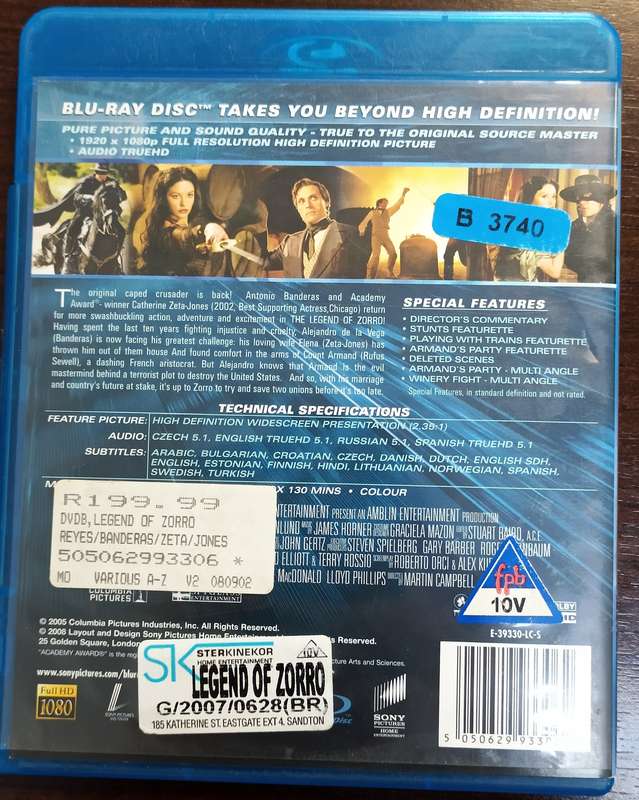 BLU-RAY DISC™ TAKES YOU BEYOND HIGH DEFINITION!
PURE PICTURE AND SOUND QUALITY - TRUE TO THE ORIGINAL SOURCE MASTER
• 1920 x 1080p FULL RESOLUTION HIGH DEFINITION PICTURE
• AUDIO TRUEHD
B 3740
The original caped crusader is back! Antonio Banderas and Academy
Award®- winner Catherine Zeta-Jones (2002, Best Supporting Actress,Chicago) return
for more swashbuckling action, adventure and excitement in THE LEGEND OF ZORRO!
Having spent the last ten years fighting injustice and cruelty, Alejandro de la Vega
(Banderas) is now facing his greatest challenge: his loving wife Elena (Zeta-Jones) has
thrown him out of them house And found comfort in the arms of Count Armand (Rufus
Sewell), a dashing French aristocrat. But Alejandro knows that Armand is the evil
mastermind behind a terrorist plot to destroy the United States. And so, with his marriage
and country's future at stake, it's up to Zorro to try and save two unions before it's too late.
SPECIAL FEATURES
• DIRECTOR'S COMMENTARY
• STUNTS FEATURETTE
• PLAYING WITH TRAINS FEATURETTE
• ARMAND'S PARTY FEATURETTE
• DELETED SCENES
• ARMAND'S PARTY - MULTI ANGLE
• WINERY FIGHT - MULTI ANGLE
Special Features, in standard definition and not rated.
TECHNICAL SPECIFICATIONS
FEATURE PICTURE: HIGH DEFINITION WIDESCREEN PRESENTATION (2.35:1)
AUDIO: CZECH 5.1, ENGLISH TRUEHD 5.1, RUSSIAN 5.1, SPANISH TRUEHD 5.1
SUBTITLES: ARABIC, BULGARIAN, CROATIAN, CZECH, DANISH, DUTCH, ENGLISH SDH,
ENGLISH, ESTONIAN, FINNISH, HINDI, LITHUANIAN, NORWEGIAN, SPANISH,
SWEDISH, TURKISH
X 130 MINS • COLOUR
R199.99
DVDB,LEGEND OF ZORRO
REYES/BANDERAS/ZETA/JONES
505062993306 *
MO VARIOUS A-Z V2 080902
ENTERTAINMENT PRESENT AN AMBLIN ENTERTAINMENT PRODUCTION
JAMES HORNER GRACIELA MAZON STUART BAIRD, A.C.E.
JOHN GERTZ STEVEN SPIELBERG GARY BARBER
ELLIOTT & TERRY ROSSIO ROBERTO ORCI & ALEX
MACDONALD LLOYD PHILLIPS MARTIN CAMPBELL
COLUMBIA PICTURES
ENTERTAINMENT
fpb
10V
E-39330-LC-S
© 2005 Columbia Pictures Industries, Inc. All Rights Reserved.
© 2008 Layout and Design Sony Pictures Home
25 Golden Square, London
"ACADEMY AWARD®" is the
Picture Arts and Sciences.
www.sonypictures.com/blu
SK STERKINEKOR 10V
HOME ENTERTAINMENT
LEGEND OF ZORRO
G/2007/0628(BR)
185 KATHERINE ST. EASTGATE EXT 4, SANDTON
Full HD
1080
SONY
PICTURES
HOME
ENTERTAINMENT
5 050629 933